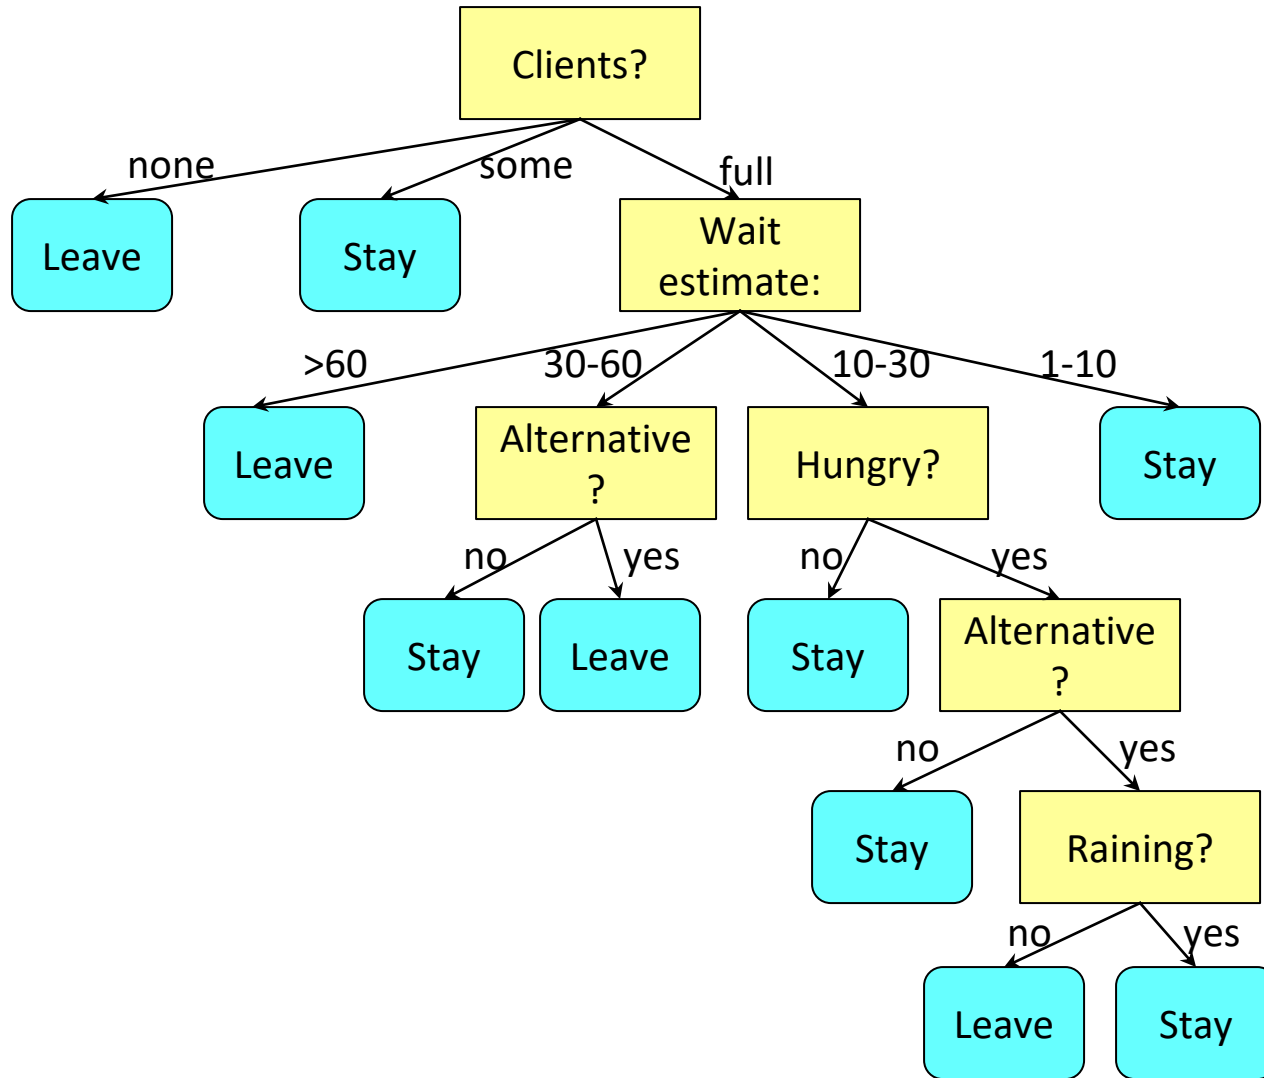 Clients?
none
some
full
Leave
Stay
Wait
estimate:
>60
30-60
10-30
1-10
Leave
Alternative
?
Hungry?
Stay
no
yes
no
yes
Stay
Leave
Stay
Alternative
?
no
yes
Stay
Raining?
no
yes
Leave
Stay